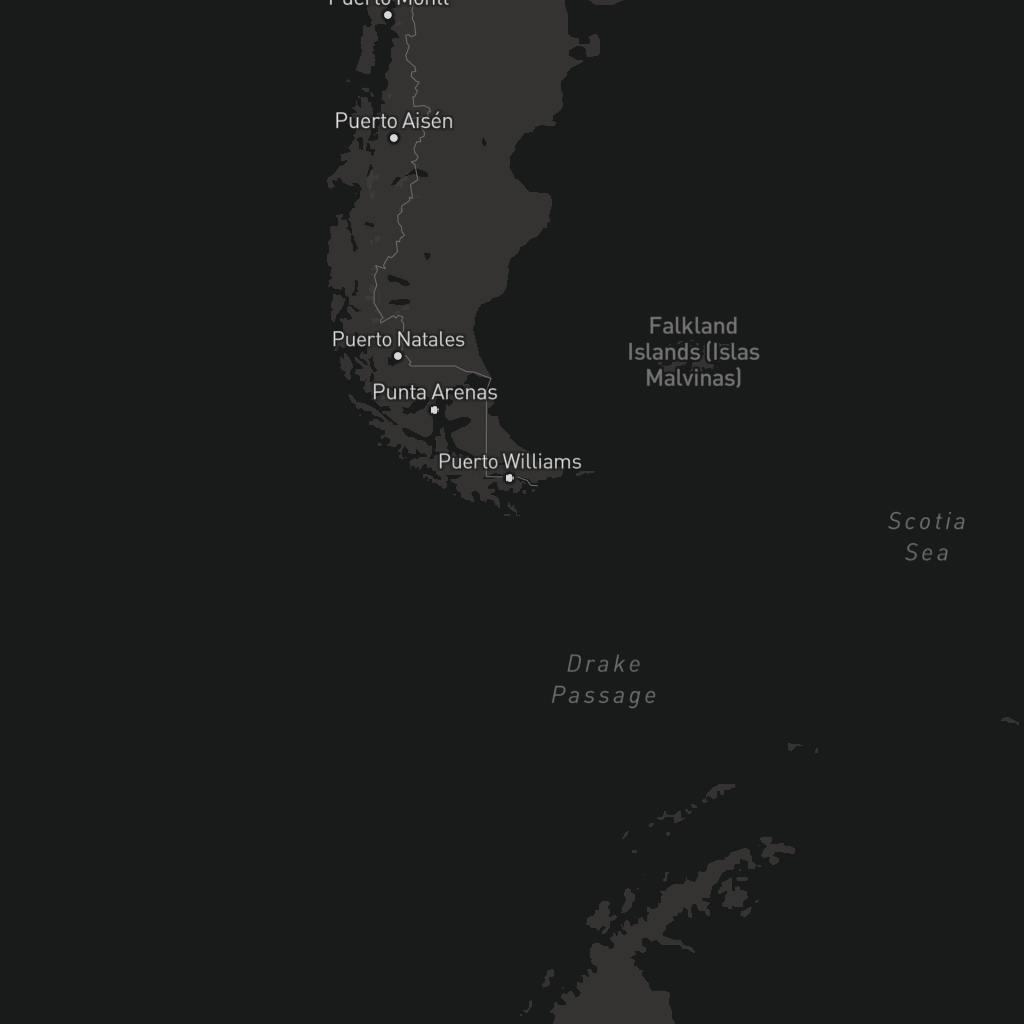 Puerto Montt
Puerto Aisén
Falkland
Islands (Islas
Malvinas)
Puerto Natales
Punta Arenas
Puerto Williams
Scotia
Sea
Drake
Passage